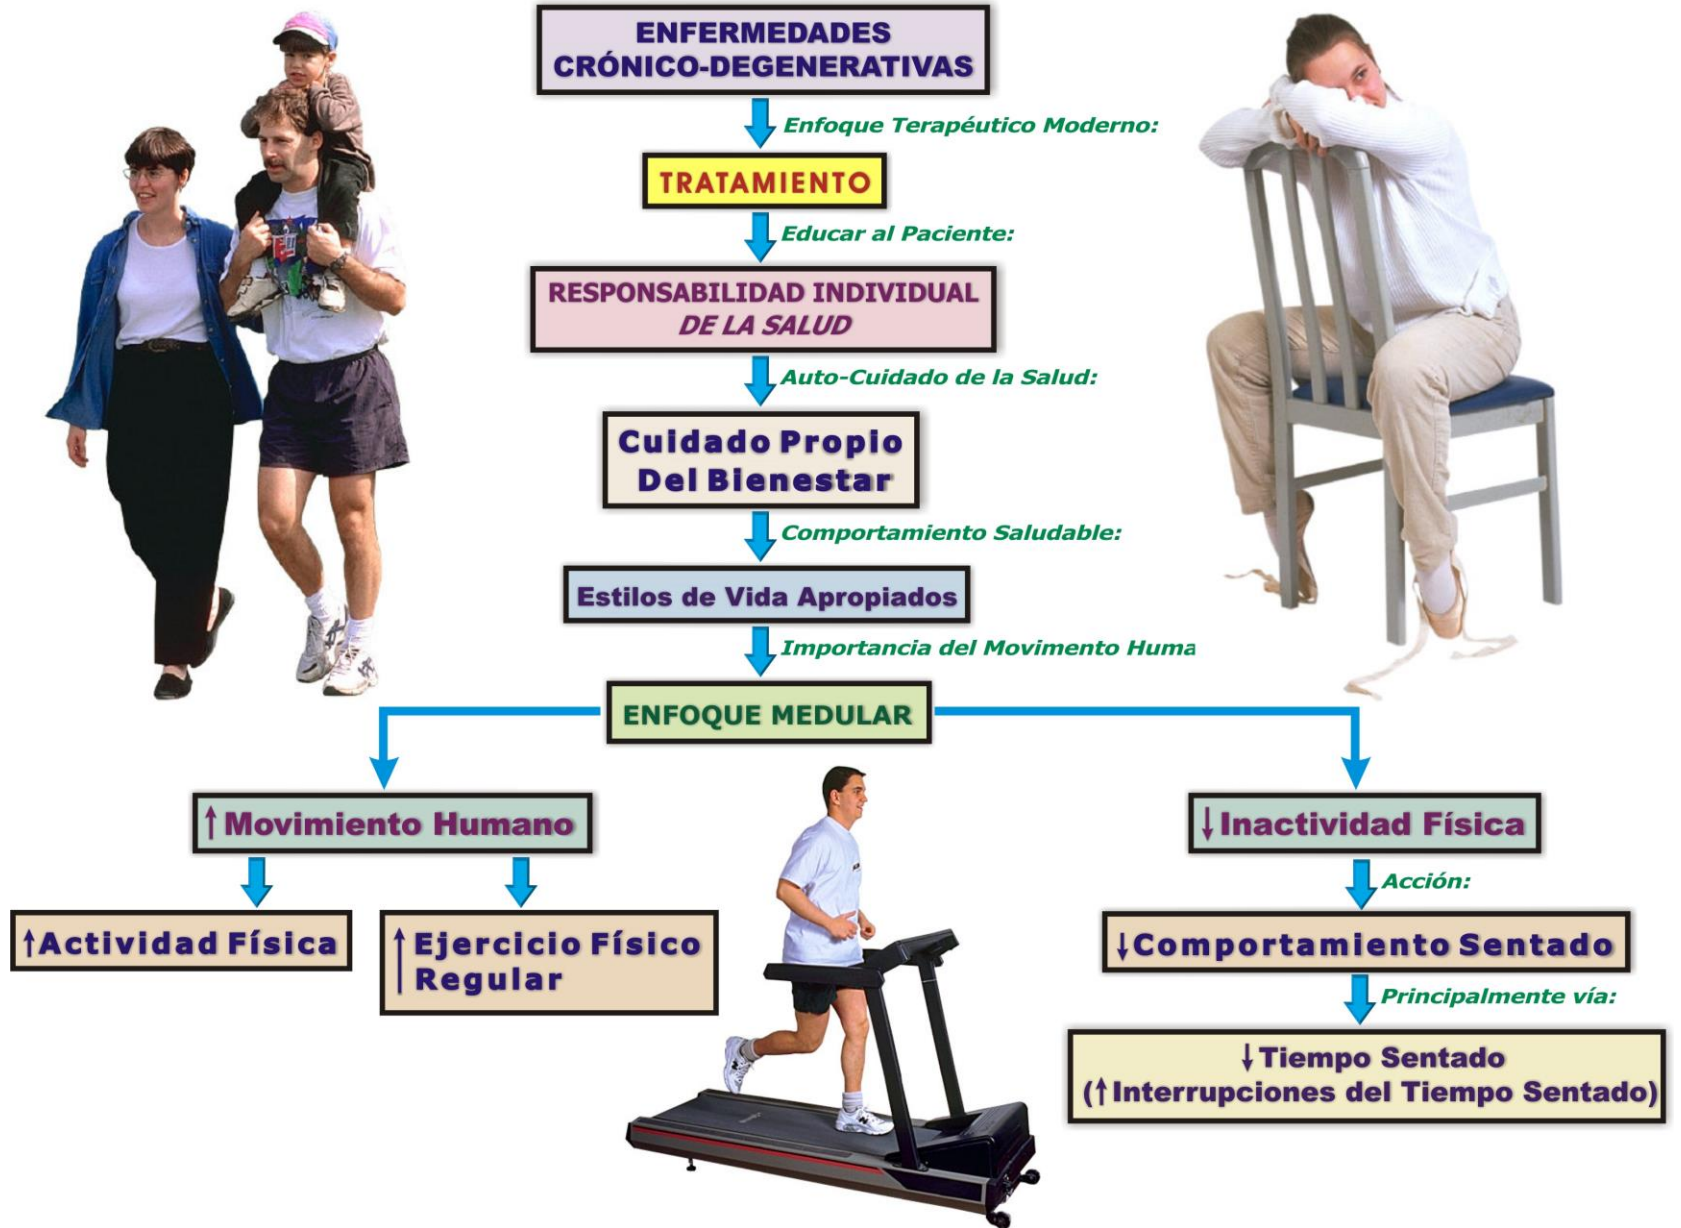 ENFERMEDADES
CRÓNICO-DEGENERATIVAS
Enfoque Terapéutico Moderno:
TRATAMIENTO
Educar al Paciente:
RESPONSABILIDAD INDIVIDUAL
DE LA SALUD
Auto-Cuidado de la Salud:
Cuidado Propio
Del Bienestar
Comportamiento Saludable:
Estilos de Vida Apropiados
Importancia del Movimento Huma
ENFOQUE MEDULAR
↑ Movimiento Humano
↑ Actividad Física
↑ Ejercicio Físico
Regular
↓ Inactividad Física
Acción:
↓ Comportamiento Sentado
Principalmente vía:
↓ Tiempo Sentado
(↑ Interrupciones del Tiempo Sentado)